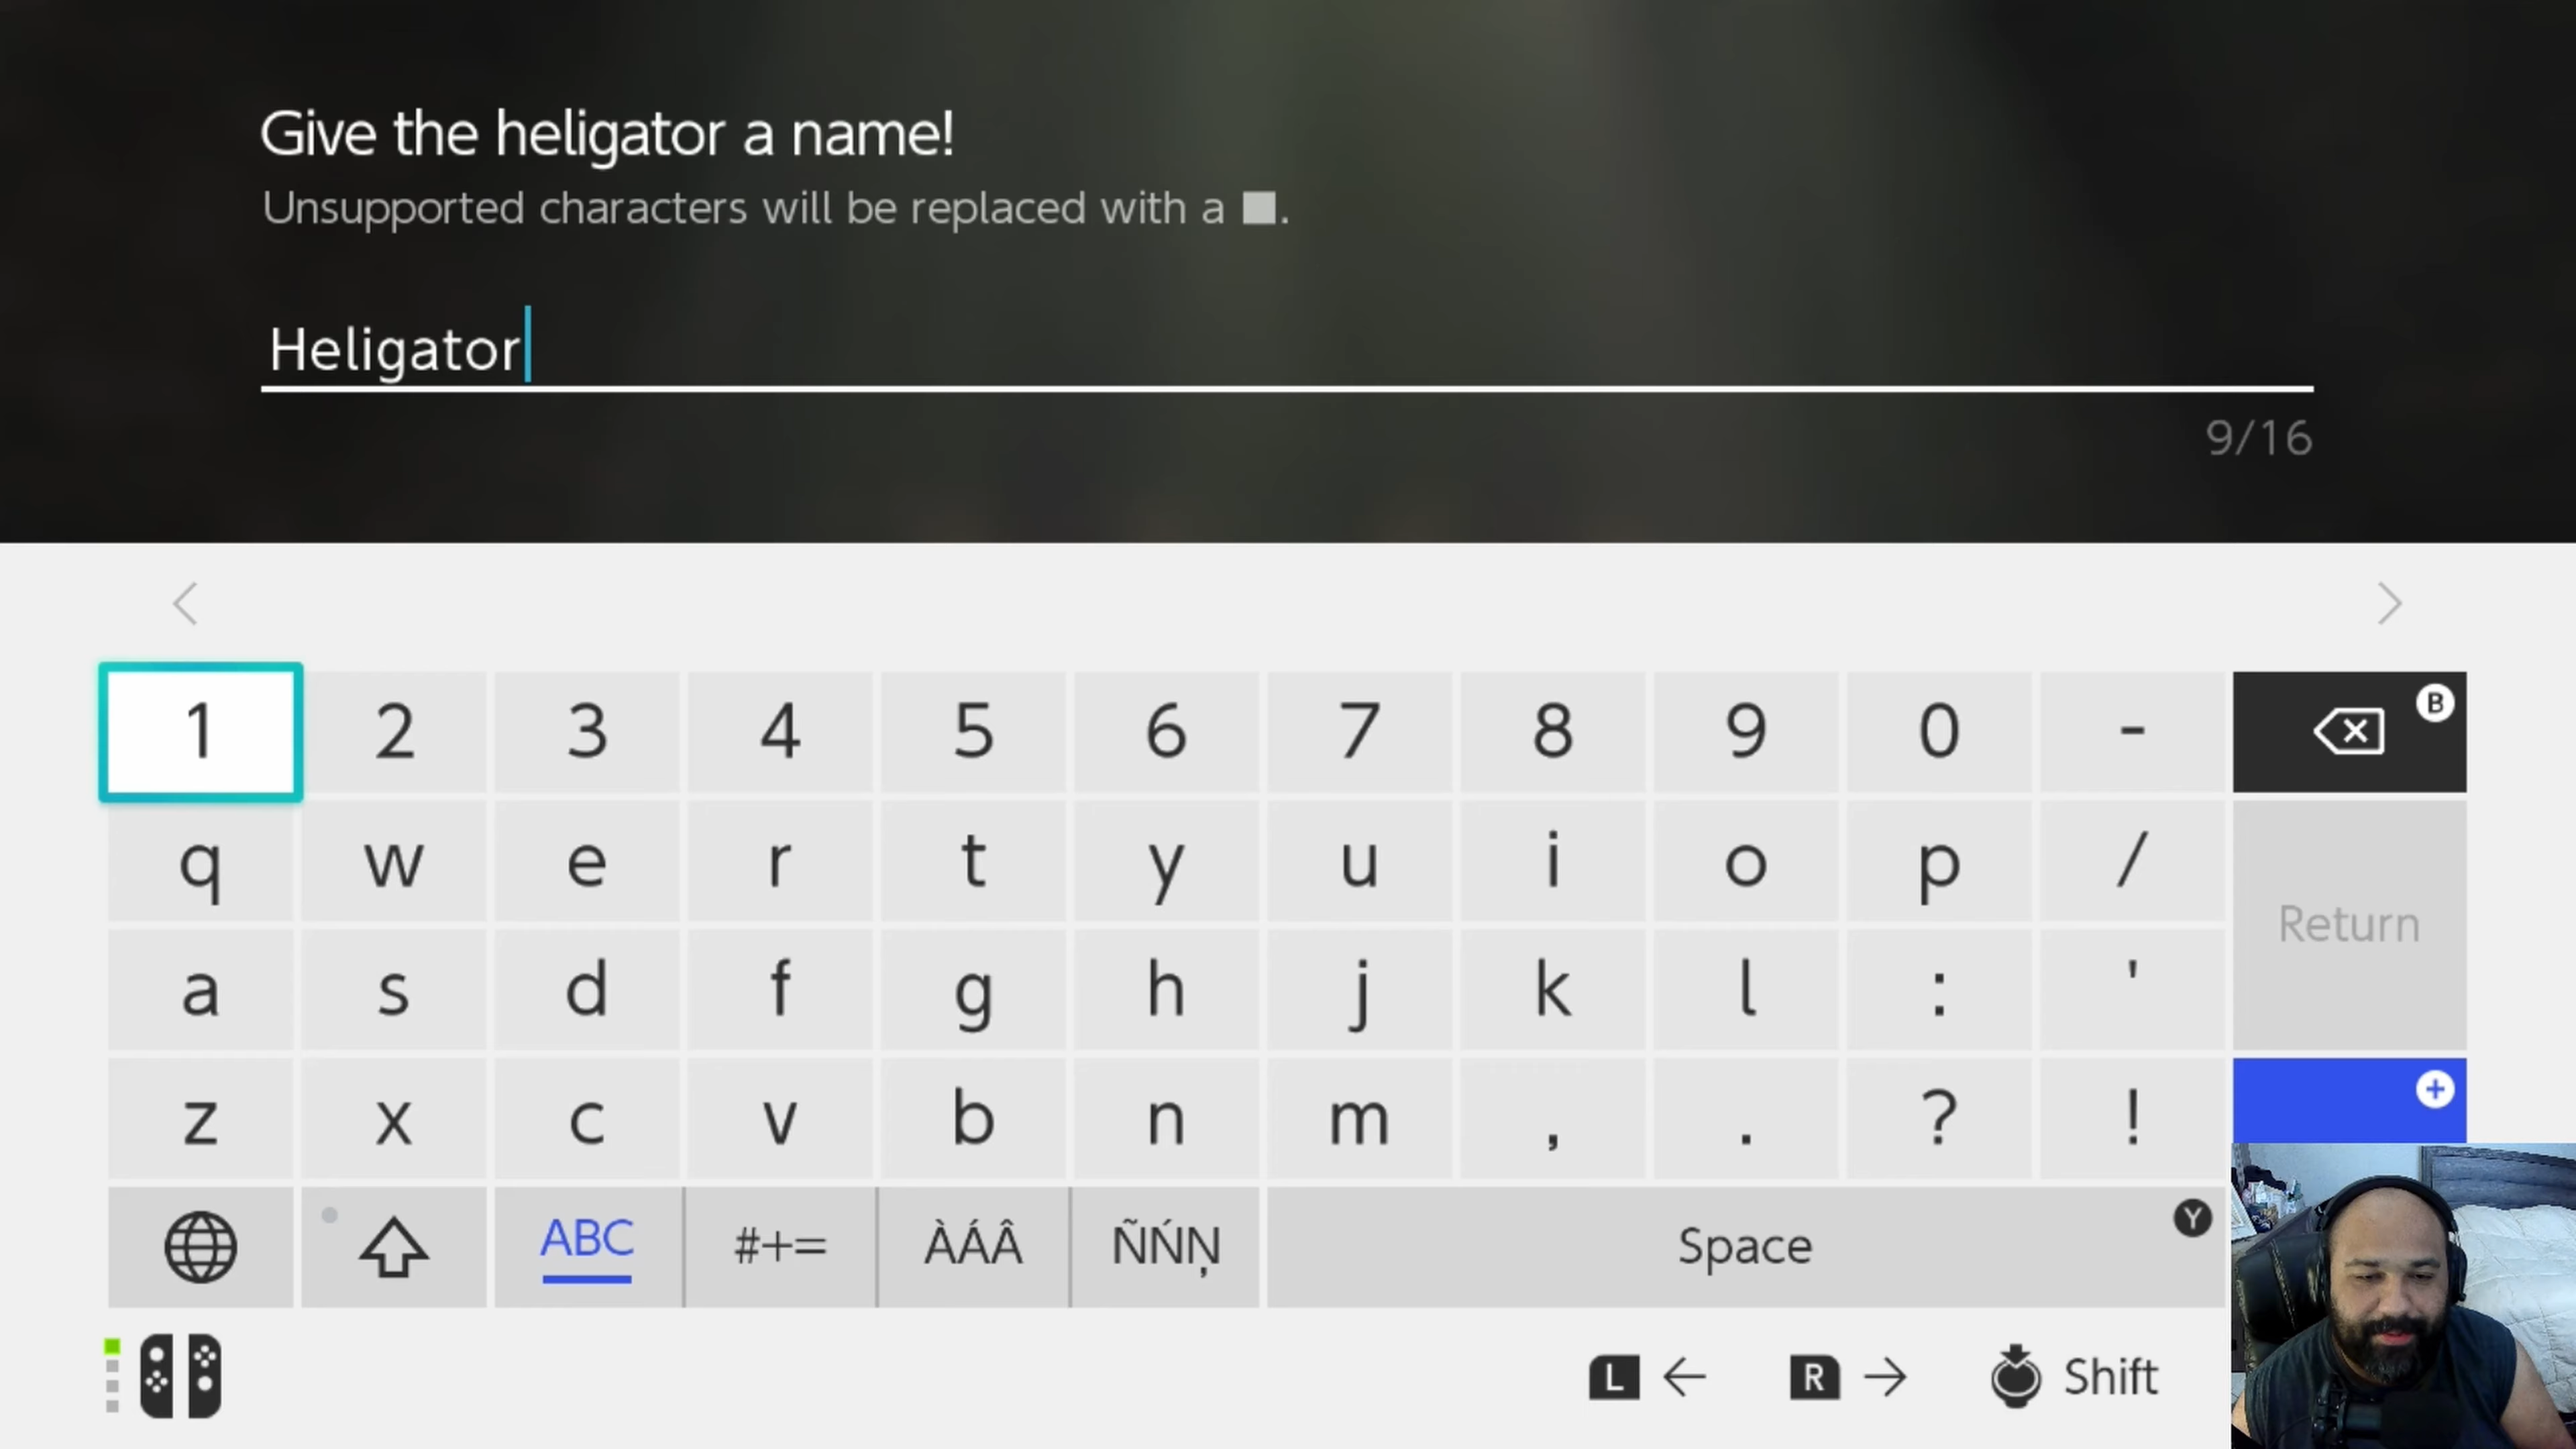 Give the heligator a name!
Unsupported characters will be replaced with a ■.
Heligator
9/16
1 2 3 4 5 6 7 8 9 0 - B
q w e r t y u i o p /
Return
a s d f g h j k l : '
z x c v b n m , . ? ! +
ABC #+= ÀÁÂ ÑŃŅ Space Y
L ← R → Shift